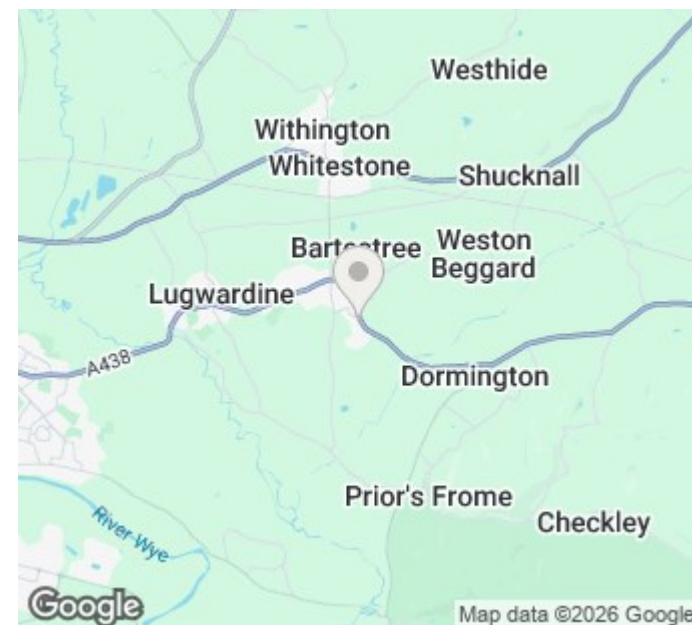 Westhide
Withington
Whitestone
Shucknall
Bartestree
Weston
Beggard
Lugwardine
A438
Dormington
Prior's Frome
Checkley
River Wye
Google
Map data ©2026 Google